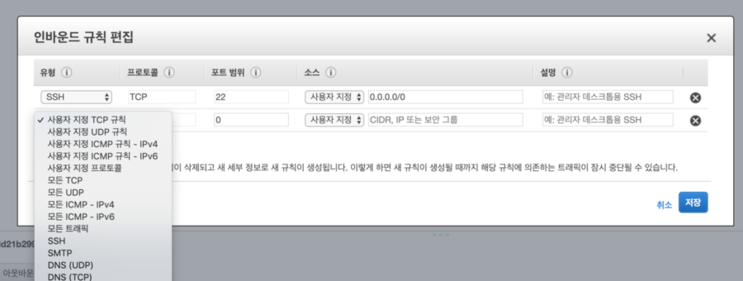 인바운드 규칙 편집
유형 프로토콜 포트 범위 소스 설명
SSH TCP 22 사용자 지정 0.0.0.0/0 예: 관리자 데스크톱용 SSH
사용자 지정 TCP 규칙 0 사용자 지정 CIDR, IP 또는 보안 그룹 예: 관리자 데스크톱용 SSH
사용자 지정 UDP 규칙
사용자 지정 ICMP 규칙 - IPv4
사용자 지정 ICMP 규칙 - IPv6
사용자 지정 프로토콜 이 삭제되고 새 세부 정보로 새 규칙이 생성됩니다. 이렇게 하면 새 규칙이 생성될 때까지 해당 규칙에 의존하는 트래픽이 잠시 중단될 수 있습니다.
모든 TCP
모든 UDP
모든 ICMP - IPv4
모든 ICMP - IPv6
모든 트래픽
취소 저장
SSH
SMTP
DNS (UDP)
DNS (TCP)
아웃바운